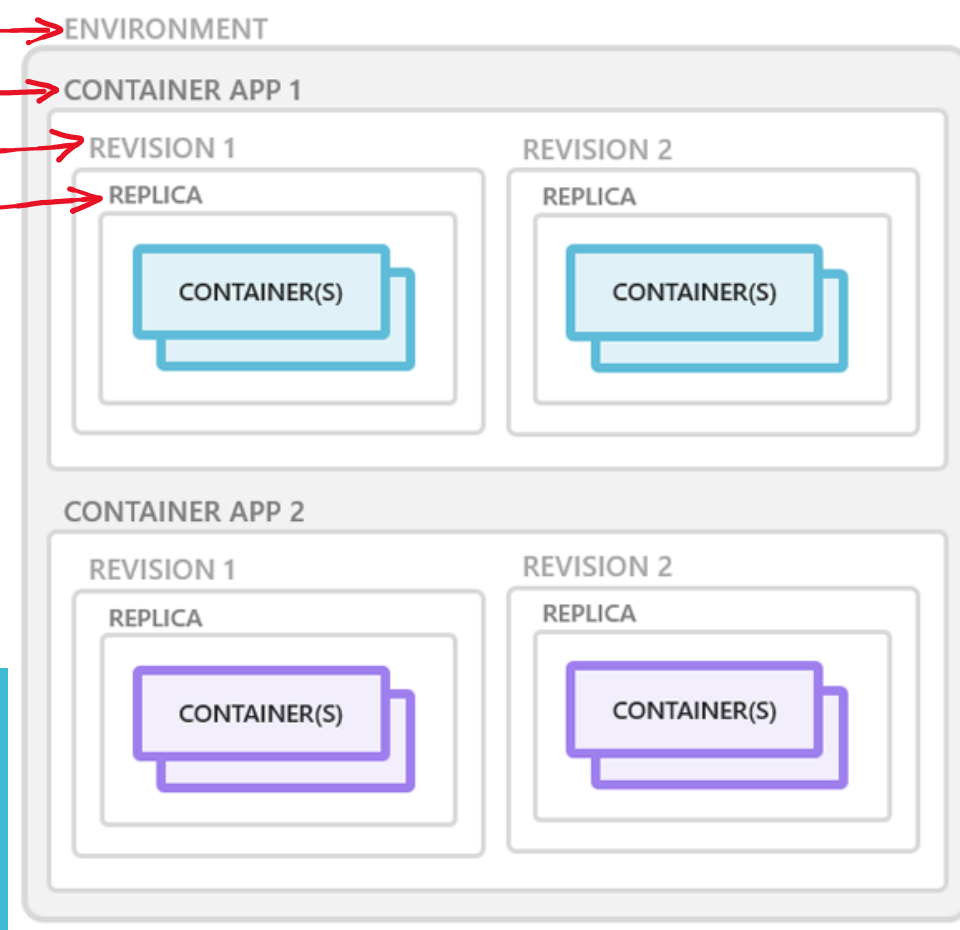 ENVIRONMENT
CONTAINER APP 1
REVISION 1
REVISION 2
REPLICA
REPLICA
CONTAINER(S)
CONTAINER(S)
CONTAINER APP 2
REVISION 1
REVISION 2
REPLICA
REPLICA
CONTAINER(S)
CONTAINER(S)